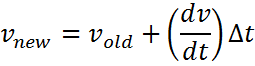 v_new = v_old + (dv/dt) Δt